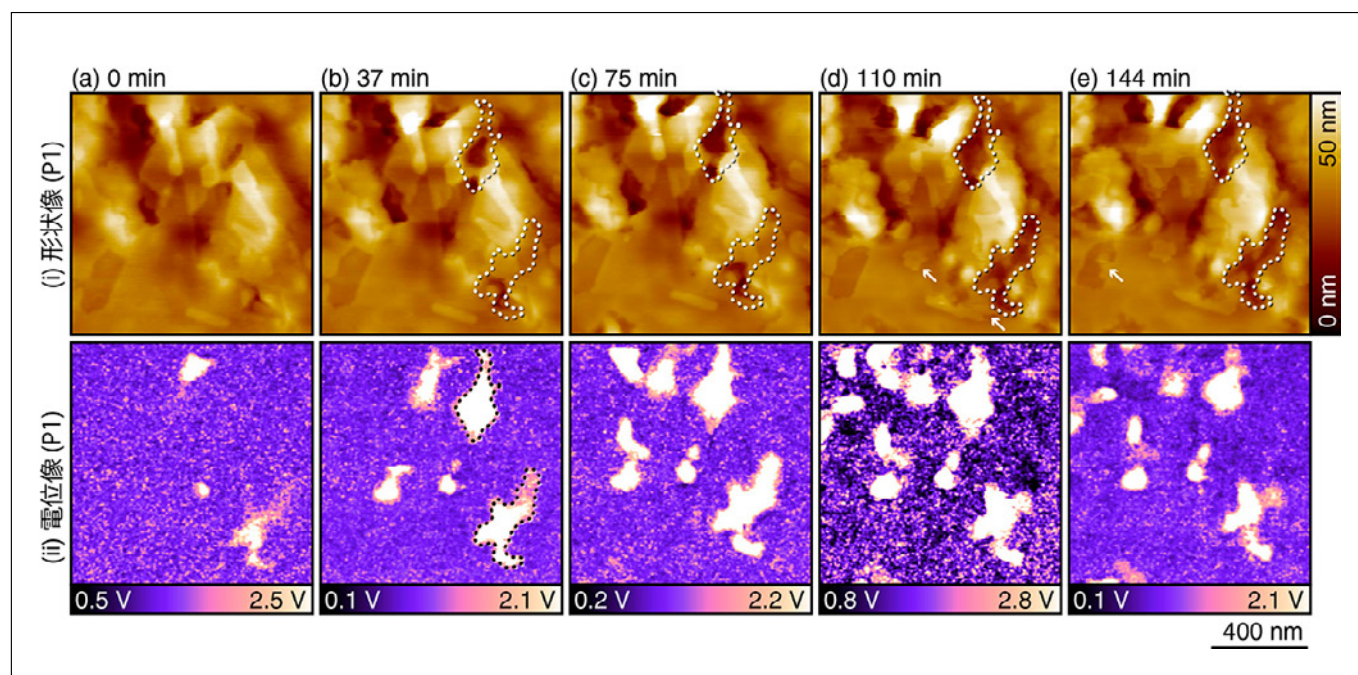 (a) 0 min
(b) 37 min
(c) 75 min
(d) 110 min
(e) 144 min
(i) 形状像 (P1)
50 nm
0 nm
(ii) 電位像 (P1)
0.5 V
2.5 V
0.1 V
2.1 V
0.2 V
2.2 V
0.8 V
2.8 V
0.1 V
2.1 V
400 nm